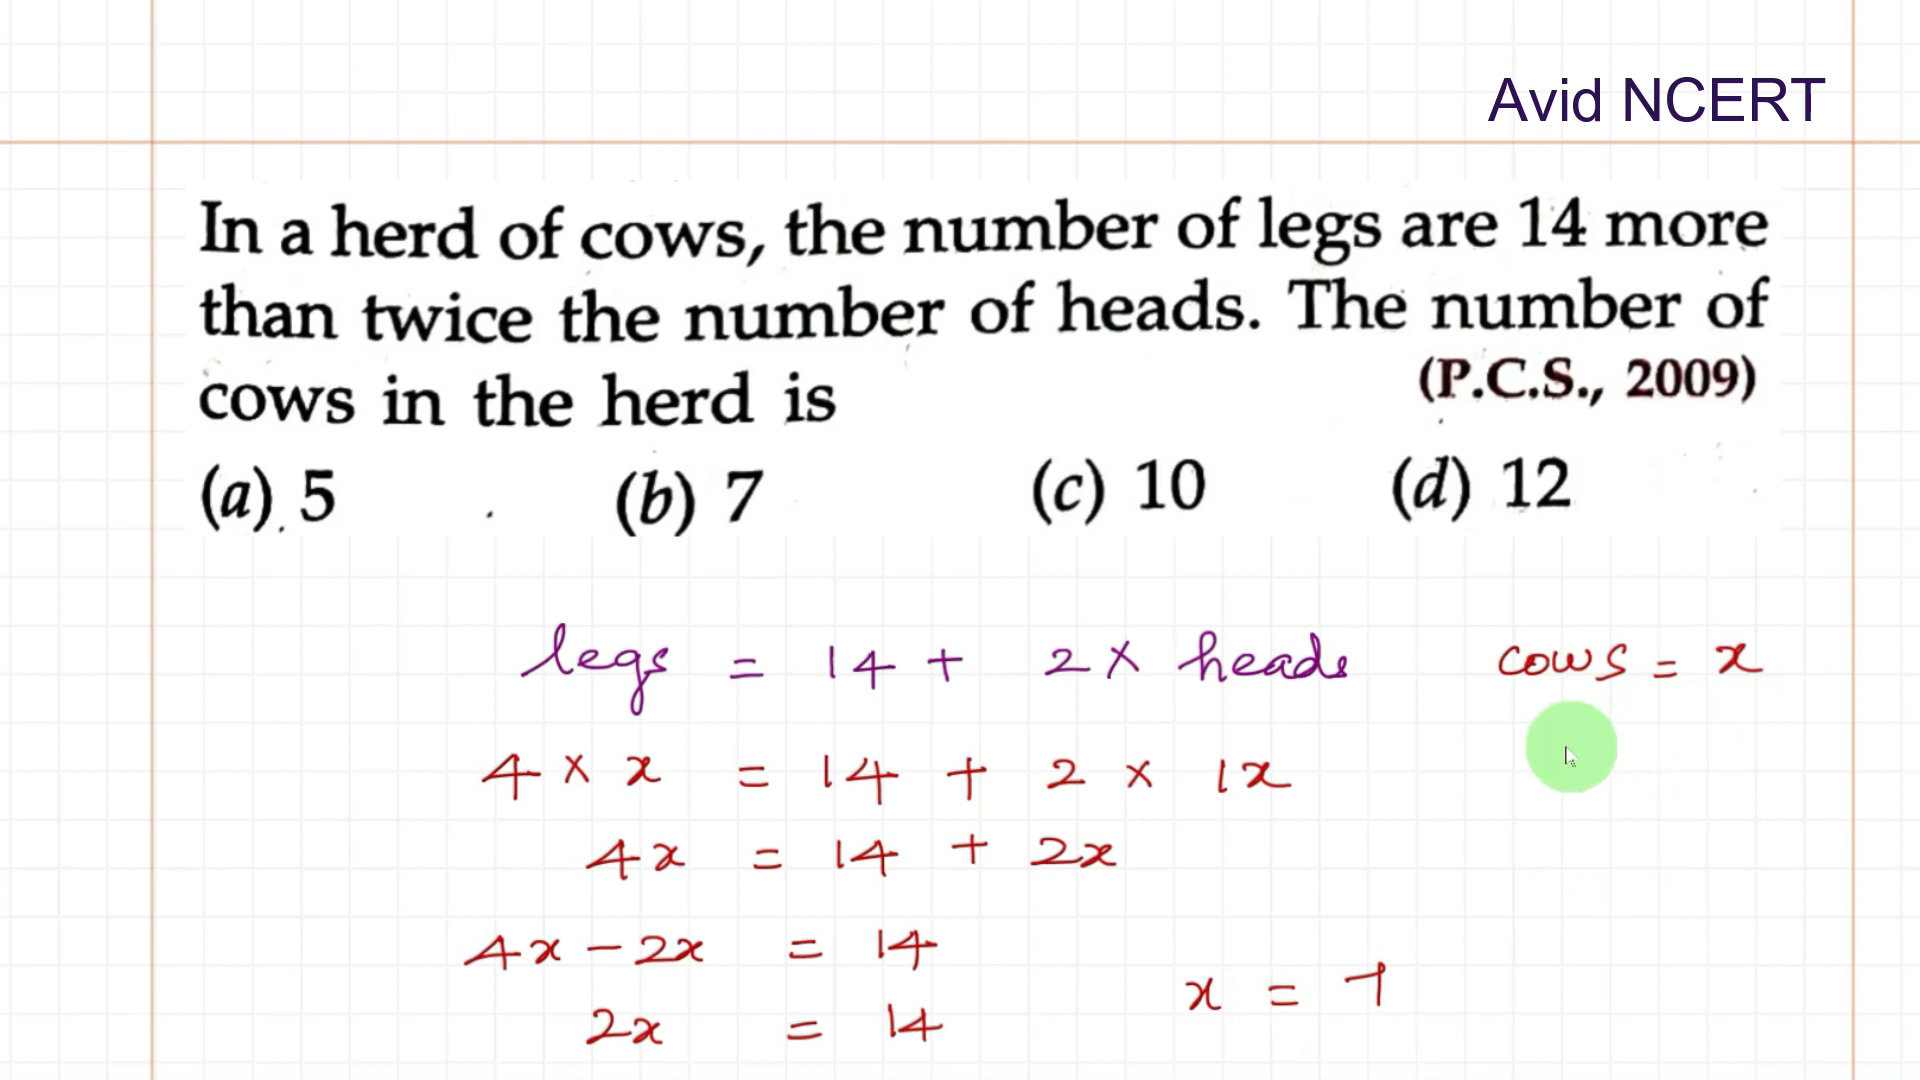 Avid NCERT
In a herd of cows, the number of legs are 14 more
than twice the number of heads. The number of
cows in the herd is (P.C.S., 2009)
(a) 5 (b) 7 (c) 10 (d) 12
legs = 14 + 2 × heads cows = x
4 × x = 14 + 2 × 1x
4x = 14 + 2x
4x - 2x = 14
x = 7
2x = 14